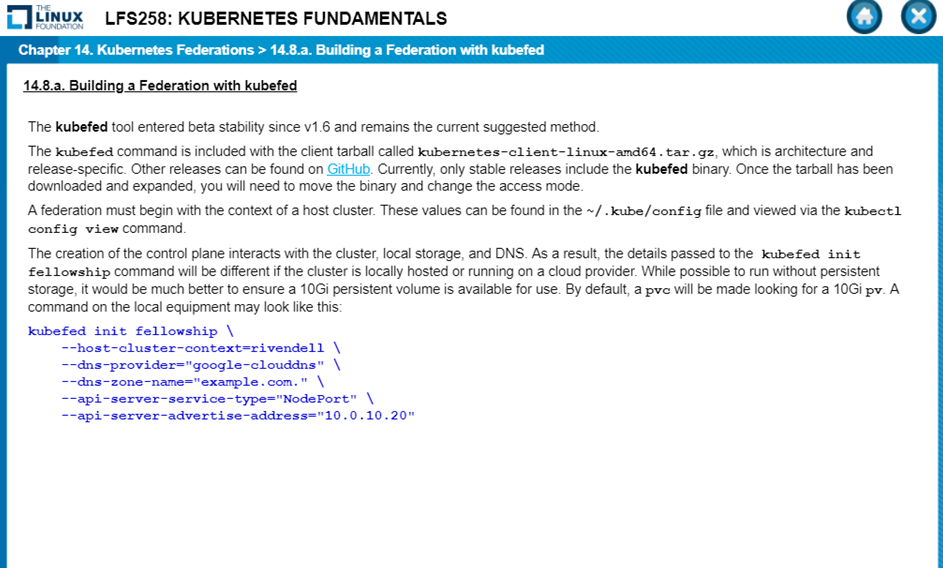 THE
LINUX
FOUNDATION
LFS258: KUBERNETES FUNDAMENTALS
Chapter 14. Kubernetes Federations > 14.8.a. Building a Federation with kubefed
14.8.a. Building a Federation with kubefed
The kubefed tool entered beta stability since v1.6 and remains the current suggested method.
The kubefed command is included with the client tarball called kubernetes-client-linux-amd64.tar.gz, which is architecture and
release-specific. Other releases can be found on GitHub. Currently, only stable releases include the kubefed binary. Once the tarball has been
downloaded and expanded, you will need to move the binary and change the access mode.
A federation must begin with the context of a host cluster. These values can be found in the ~/.kube/config file and viewed via the kubectl
config view command.
The creation of the control plane interacts with the cluster, local storage, and DNS. As a result, the details passed to the kubefed init
fellowship command will be different if the cluster is locally hosted or running on a cloud provider. While possible to run without persistent
storage, it would be much better to ensure a 10Gi persistent volume is available for use. By default, a pvc will be made looking for a 10Gi pv. A
command on the local equipment may look like this:
kubefed init fellowship \
--host-cluster-context=rivendell \
--dns-provider="google-clouddns" \
--dns-zone-name="example.com." \
--api-server-service-type="NodePort" \
--api-server-advertise-address="10.0.10.20"